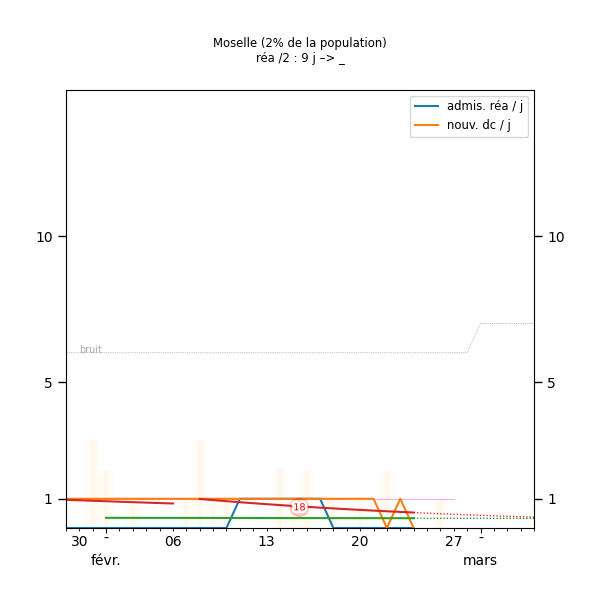 Moselle (2% de la population)
réa /2 : 9 j –> _
admis. réa / j
nouv. dc / j
10 10
bruit
5 5
1 1
18
30 - 06 13 20 27 -
févr. mars